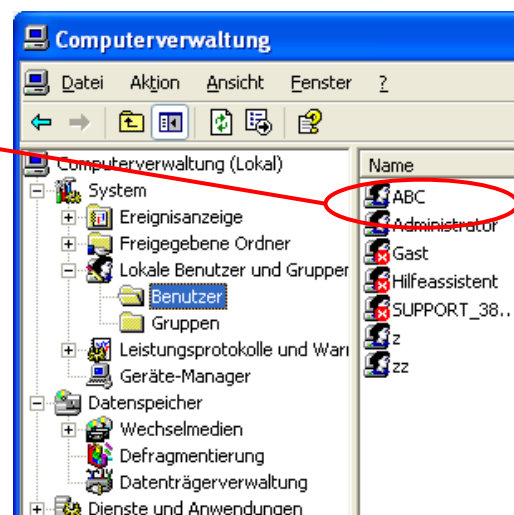 Computerverwaltung
Datei Aktion Ansicht Fenster ?
Computerverwaltung (Lokal)
System
Ereignisanzeige
Freigegebene Ordner
Lokale Benutzer und Gruppen
Benutzer
Gruppen
Leistungsprotokolle und Warn
Geräte-Manager
Datenspeicher
Wechselmedien
Defragmentierung
Datenträgerverwaltung
Dienste und Anwendungen
Name
ABC
Administrator
Gast
Hilfeassistent
SUPPORT_38...
z
zz